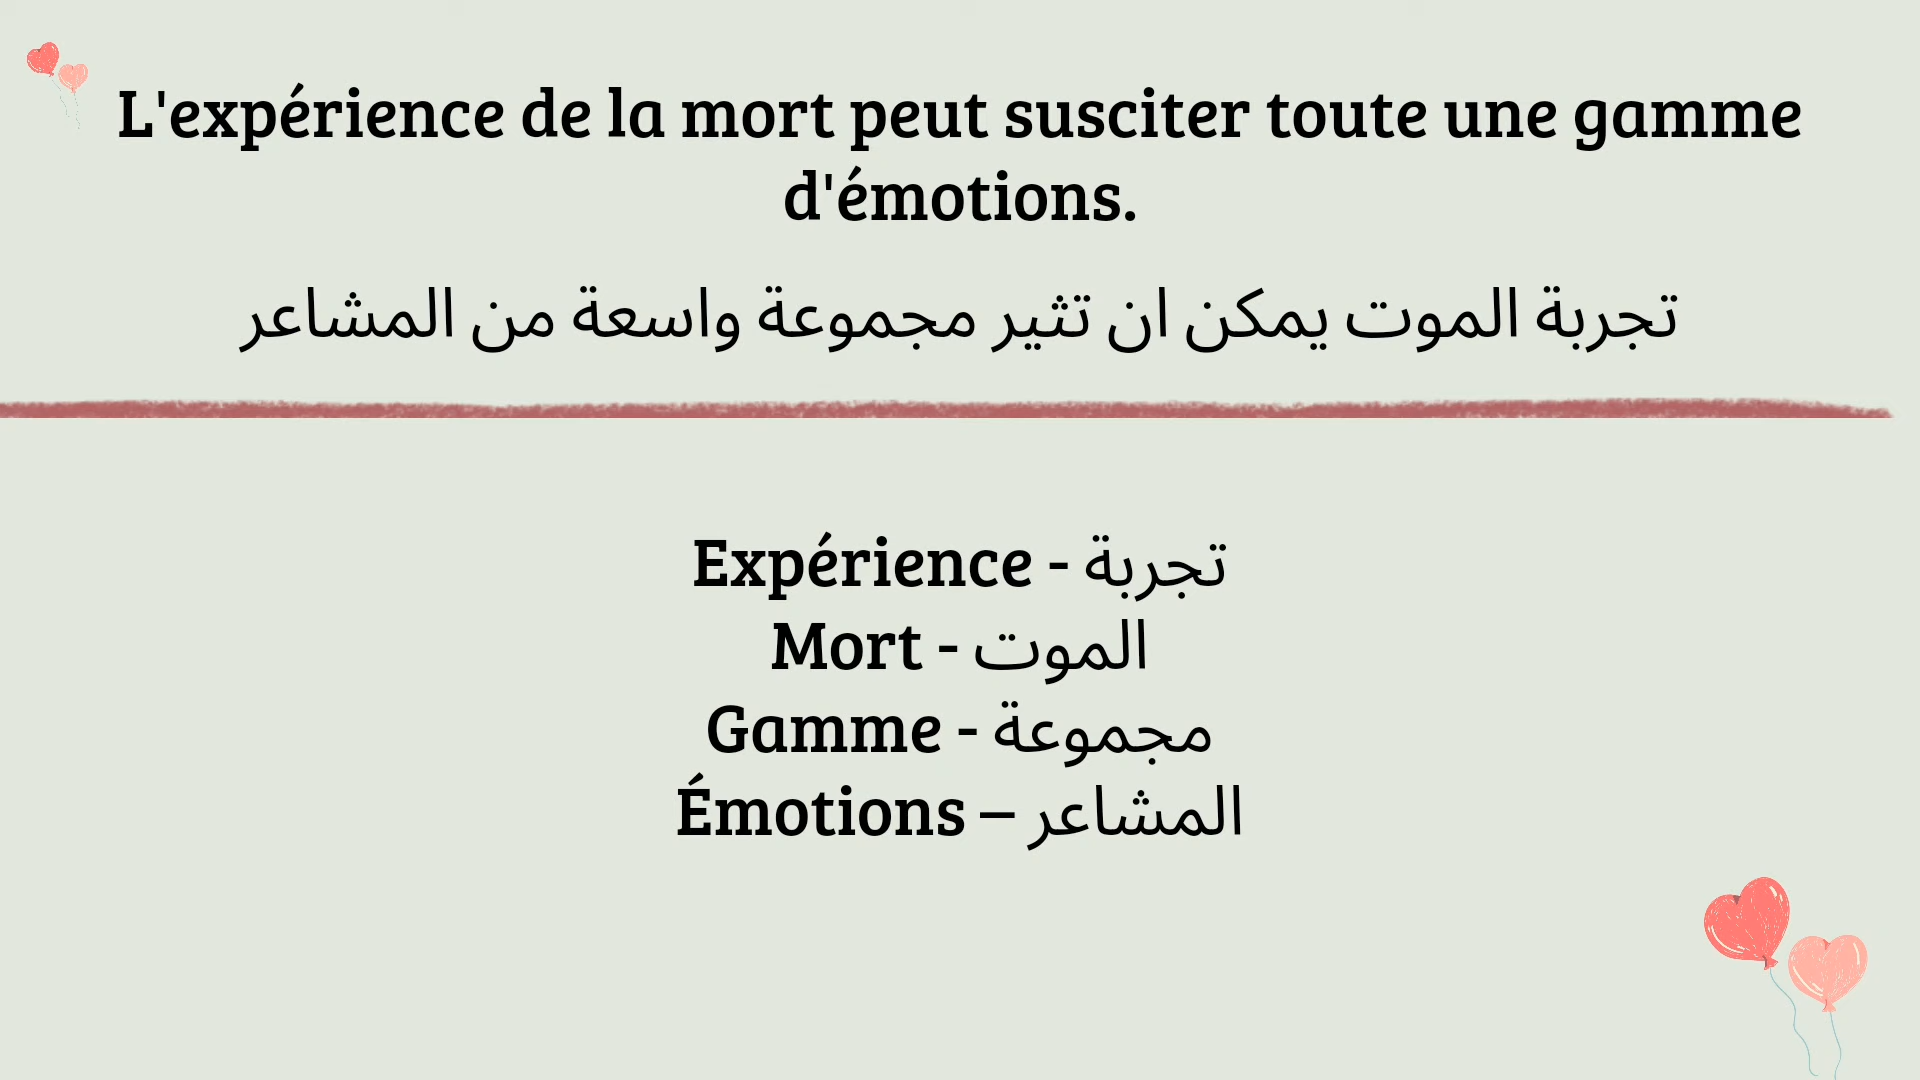 L'expérience de la mort peut susciter toute une gamme
d'émotions.
تجربة الموت يمكن ان تثير مجموعة واسعة من المشاعر
Expérience - تجربة
Mort - الموت
Gamme - مجموعة
Émotions – المشاعر